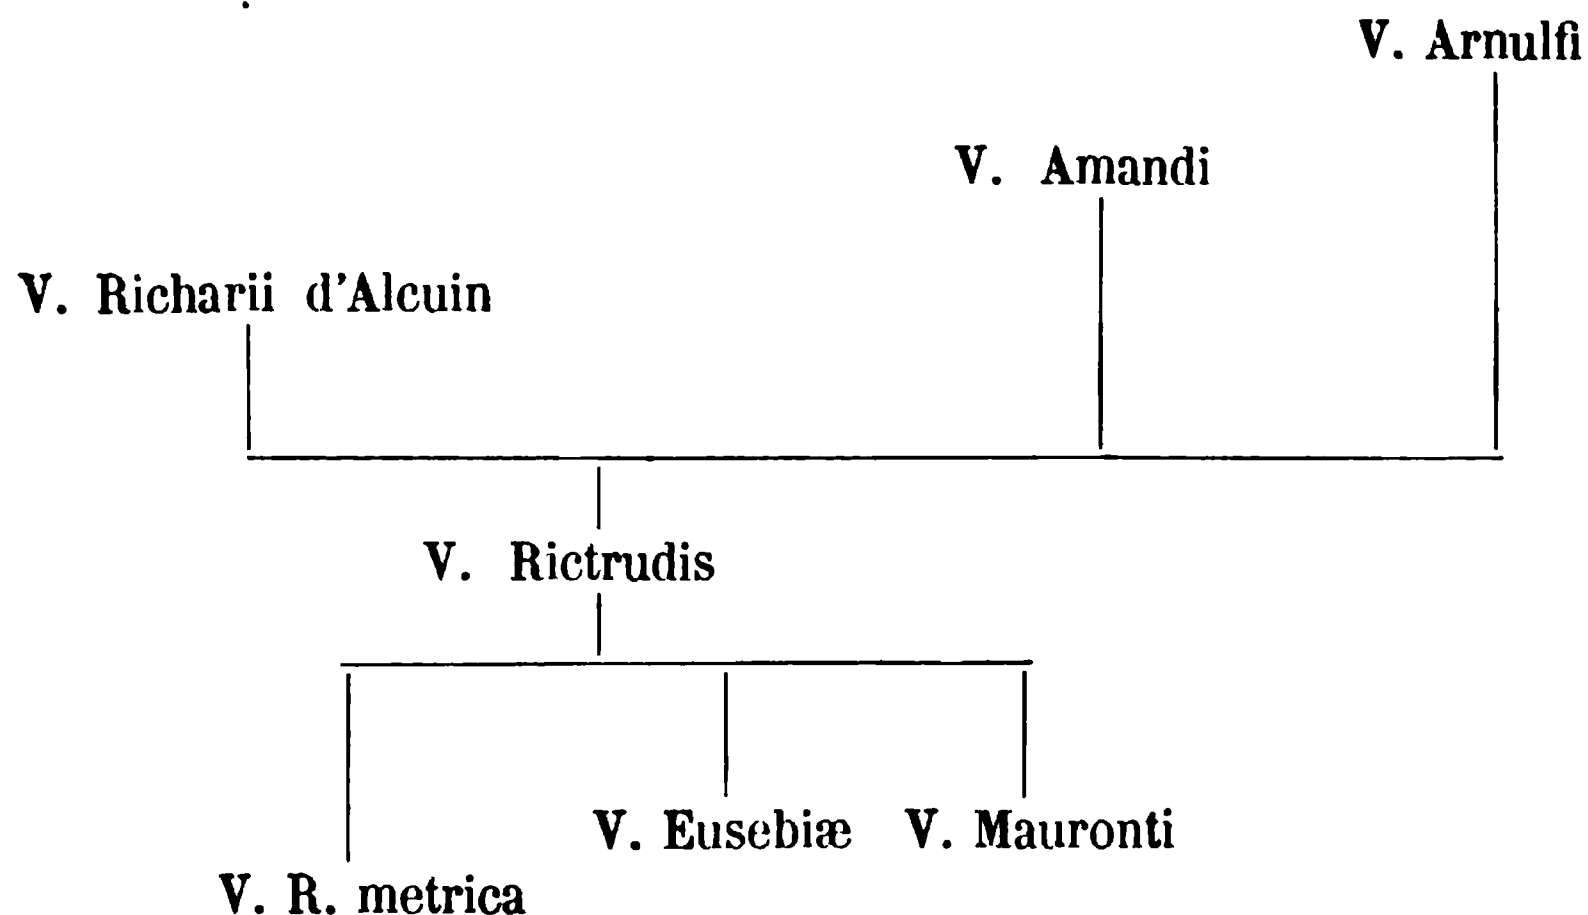 V. Arnulfi
V. Amandi
V. Richarii d'Alcuin
V. Rictrudis
V. Eusebiæ V. Mauronti
V. R. metrica